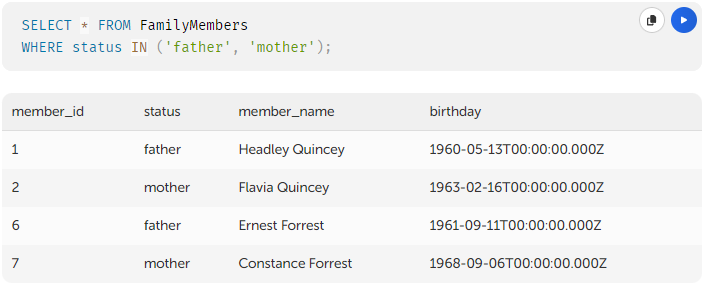 SELECT * FROM FamilyMembers
WHERE status IN ('father', 'mother');
member_id status member_name birthday
1 father Headley Quincey 1960-05-13T00:00:00.000Z
2 mother Flavia Quincey 1963-02-16T00:00:00.000Z
6 father Ernest Forrest 1961-09-11T00:00:00.000Z
7 mother Constance Forrest 1968-09-06T00:00:00.000Z